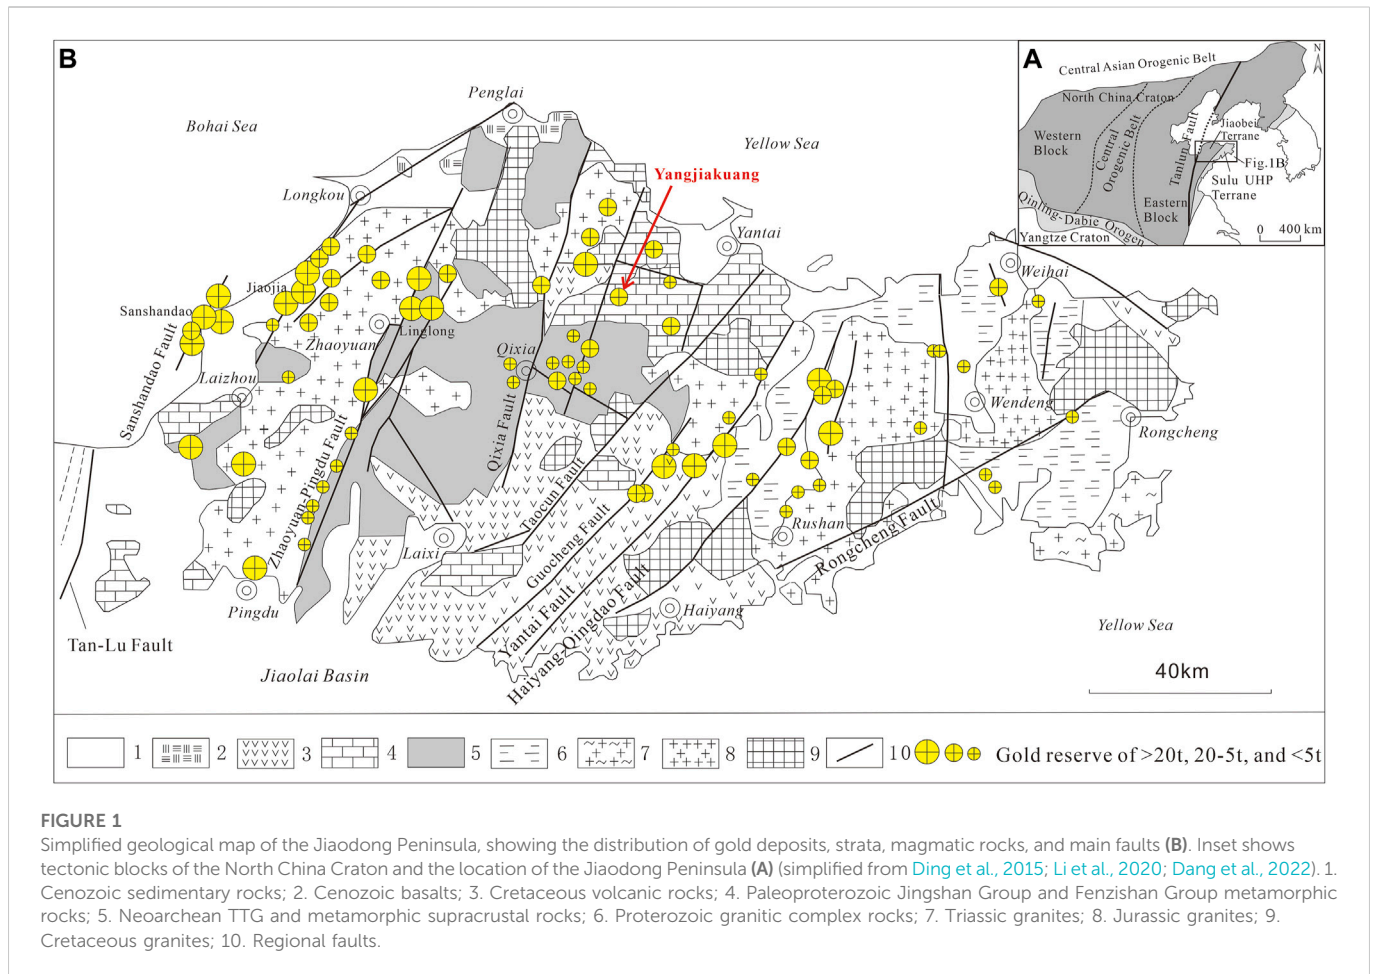 B
Penglai
Bohai Sea
Yellow Sea
Yangjiakuang
Longkou
Yantai
A
Central Asian Orogenic Belt
N
North China Craton
Western
Block
Central
Orogenic Belt
Tanlun Fault
Jiaobei
Terrane
Fig.1B
Sulu UHP
Terrane
Eastern
Block
Qinling-Dabie Orogen
Yangtze Craton
0 400 km
Weihai
Jiaojia
Sanshandao
Linglong
Zhaoyuan
Qixia
Laizhou
Sanshandao Fault
Wendeng
Rongcheng
Qixia Fault
Zhaoyuan-Pingdu Fault
Taocun Fault
Guocheng Fault
Rushan
Rongcheng Fault
Laixi
Yantai Fault
Haiyang-Qingdao Fault
Haiyang
Pingdu
Tan-Lu Fault
Jiaolai Basin
Yellow Sea
40km
1 2 3 4 5 6 7 8 9 10 Gold reserve of >20t, 20-5t, and <5t
FIGURE 1
Simplified geological map of the Jiaodong Peninsula, showing the distribution of gold deposits, strata, magmatic rocks, and main faults (B). Inset shows
tectonic blocks of the North China Craton and the location of the Jiaodong Peninsula (A) (simplified from Ding et al., 2015; Li et al., 2020; Dang et al., 2022). 1.
Cenozoic sedimentary rocks; 2. Cenozoic basalts; 3. Cretaceous volcanic rocks; 4. Paleoproterozoic Jingshan Group and Fenzishan Group metamorphic
rocks; 5. Neoarchean TTG and metamorphic supracrustal rocks; 6. Proterozoic granitic complex rocks; 7. Triassic granites; 8. Jurassic granites; 9.
Cretaceous granites; 10. Regional faults.